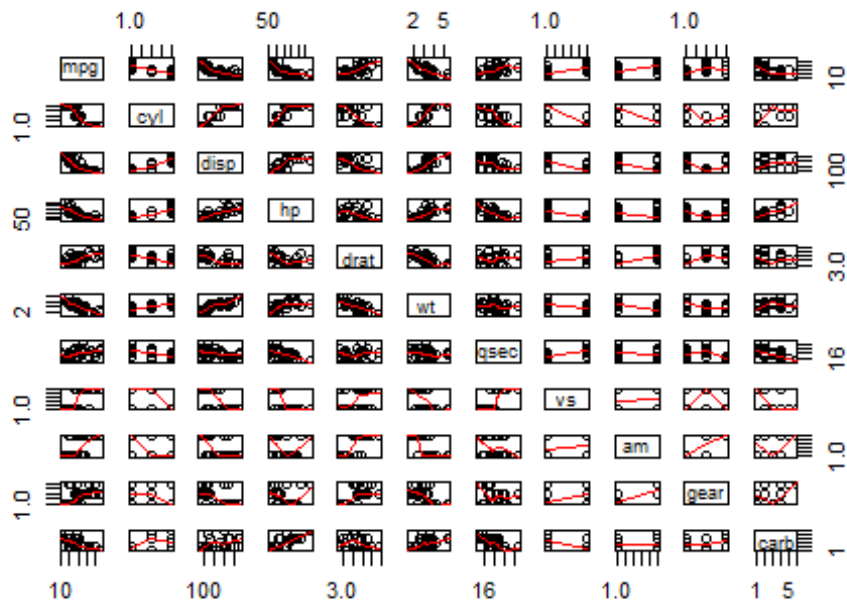 1.0 50 2 5 1.0 1.0
mpg 10
1.0 cyl
disp 100
50 hp
drat 3.0
2 wt
qsec 16
1.0 vs
am 1.0
1.0 gear
carb 1
10 100 3.0 16 1.0 1 5